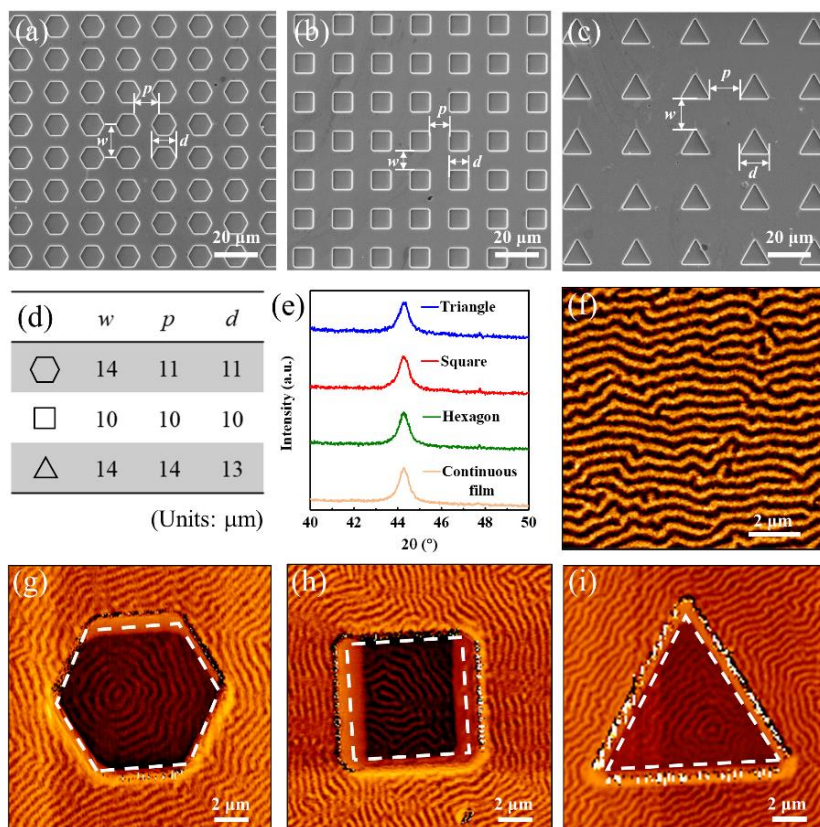 (a)
p
w
d
20 μm
(b)
p
w
d
20 μm
(c)
p
w
d
20 μm
(d) w p d
14 11 11
10 10 10
14 14 13
(Units: μm)
(e)
Intensity (a.u.)
Triangle
Square
Hexagon
Continuous
film
40 42 44 46 48 50
2θ (°)
(f)
2 μm
(g)
2 μm
(h)
2 μm
(i)
2 μm